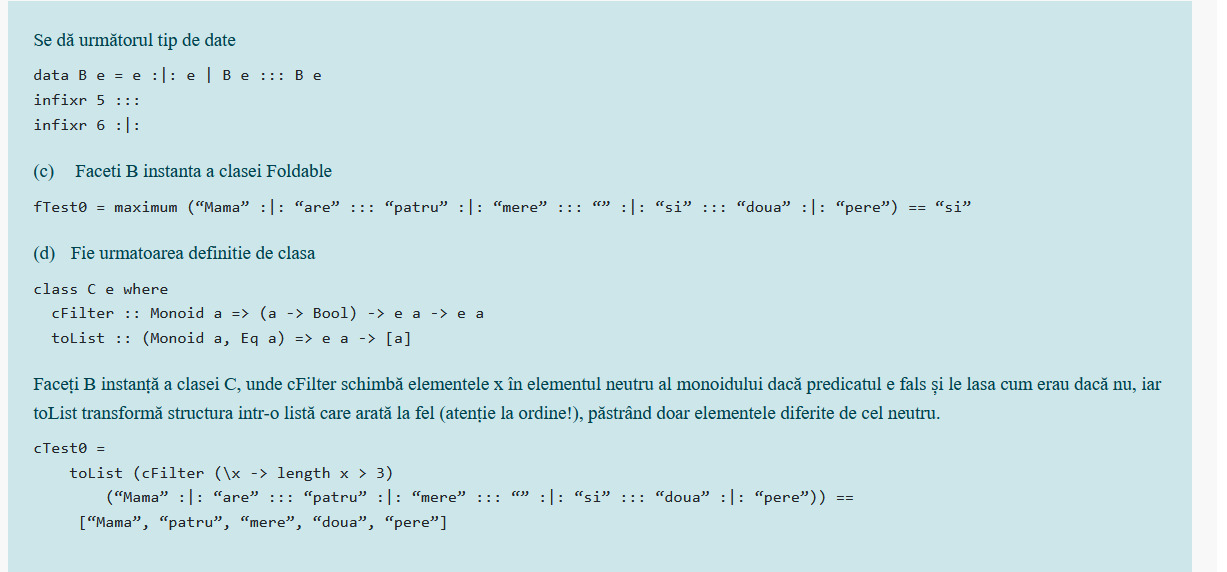 Se dă următorul tip de date
data B e = e :|: e | B e ::: B e
infixr 5 :::
infixr 6 :|:
(c) Faceti B instanta a clasei Foldable
fTest0 = maximum (“Mama” :|: “are” ::: “patru” :|: “mere” ::: “” :|: “si” ::: “doua” :|: “pere”) == “si”
(d) Fie urmatoarea definitie de clasa
class C e where
  cFilter :: Monoid a => (a -> Bool) -> e a -> e a
  toList :: (Monoid a, Eq a) => e a -> [a]
Faceți B instanță a clasei C, unde cFilter schimbă elementele x în elementul neutru al monoidului dacă predicatul e fals și le lasa cum erau dacă nu, iar
toList transformă structura intr-o listă care arată la fel (atenție la ordine!), păstrând doar elementele diferite de cel neutru.
cTest0 =
    toList (cFilter (\x -> length x > 3)
        (“Mama” :|: “are” ::: “patru” :|: “mere” ::: “” :|: “si” ::: “doua” :|: “pere”)) ==
     [“Mama”, “patru”, “mere”, “doua”, “pere”]